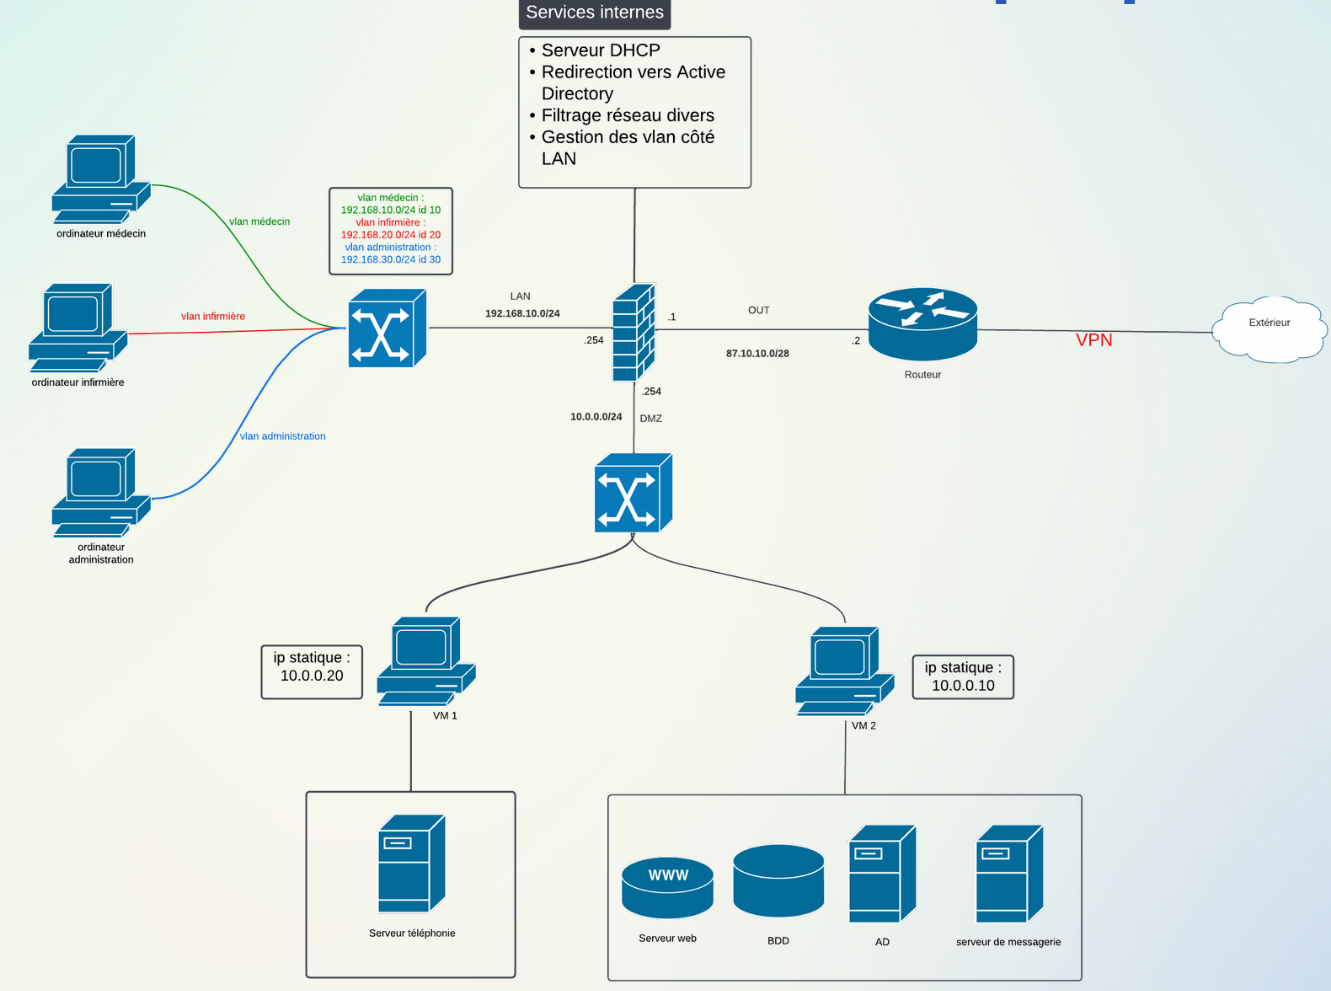 Services internes
• Serveur DHCP
• Redirection vers Active
Directory
• Filtrage réseau divers
• Gestion des vlan côté
LAN
ordinateur médecin
vlan médecin
vlan médecin :
192.168.10.0/24 id 10
vlan infirmière :
192.168.20.0/24 id 20
vlan administration :
192.168.30.0/24 id 30
vlan infirmière
ordinateur infirmière
LAN
192.168.10.0/24
.254
.1
OUT
87.10.10.0/28
.2
Routeur
VPN
Extérieur
.254
10.0.0.0/24
DMZ
vlan administration
ordinateur
administration
ip statique :
10.0.0.20
VM 1
ip statique :
10.0.0.10
VM 2
Serveur téléphonie
WWW
Serveur web
BDD
AD
serveur de messagerie